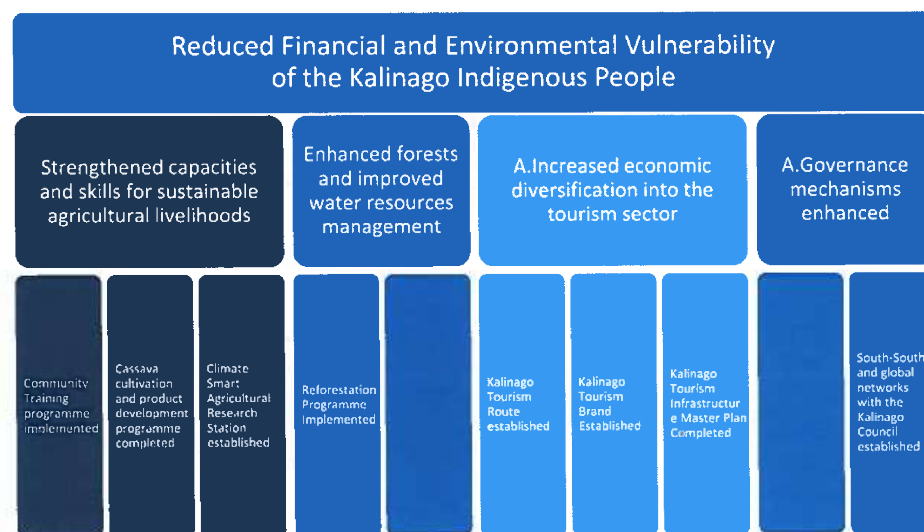 Reduced Financial and Environmental Vulnerability
of the Kalinago Indigenous People
Strengthened capacities
and skills for sustainable
agricultural livelihoods
Enhanced forests
and improved
water resources
management
A.Increased economic
diversification into the
tourism sector
A.Governance
mechanisms
enhanced
Community
Training
programme
implemented
Cassava
cultivation
and product
development
programme
completed
Climate
Smart
Agricultural
Research
Station
established
Reforestation
Programme
Implemented
Kalinago
Tourism
Route
established
Kalinago
Tourism
Brand
Established
Kalinago
Tourism
Infrastructur
e Master Plan
Completed
South-South
and global
networks
with the
Kalinago
Council
established